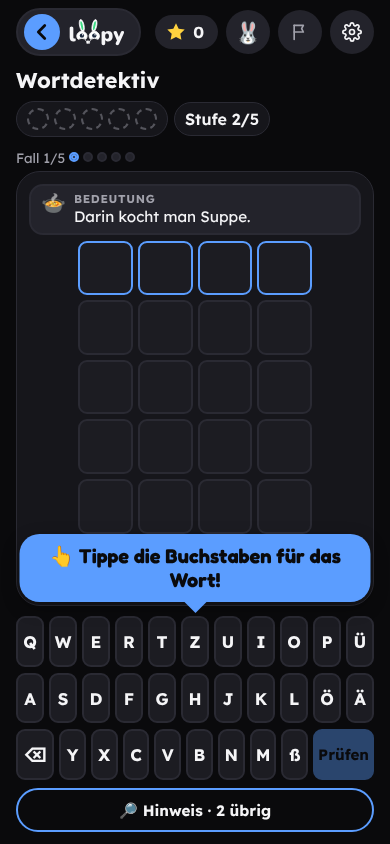 loopy
0
Wortdetektiv
Stufe 2/5
Fall 1/5
BEDEUTUNG
Darin kocht man Suppe.
Tippe die Buchstaben für das
Wort!
Q W E R T Z U I O P Ü
A S D F G H J K L Ö Ä
Y X C V B N M ß Prüfen
Hinweis · 2 übrig